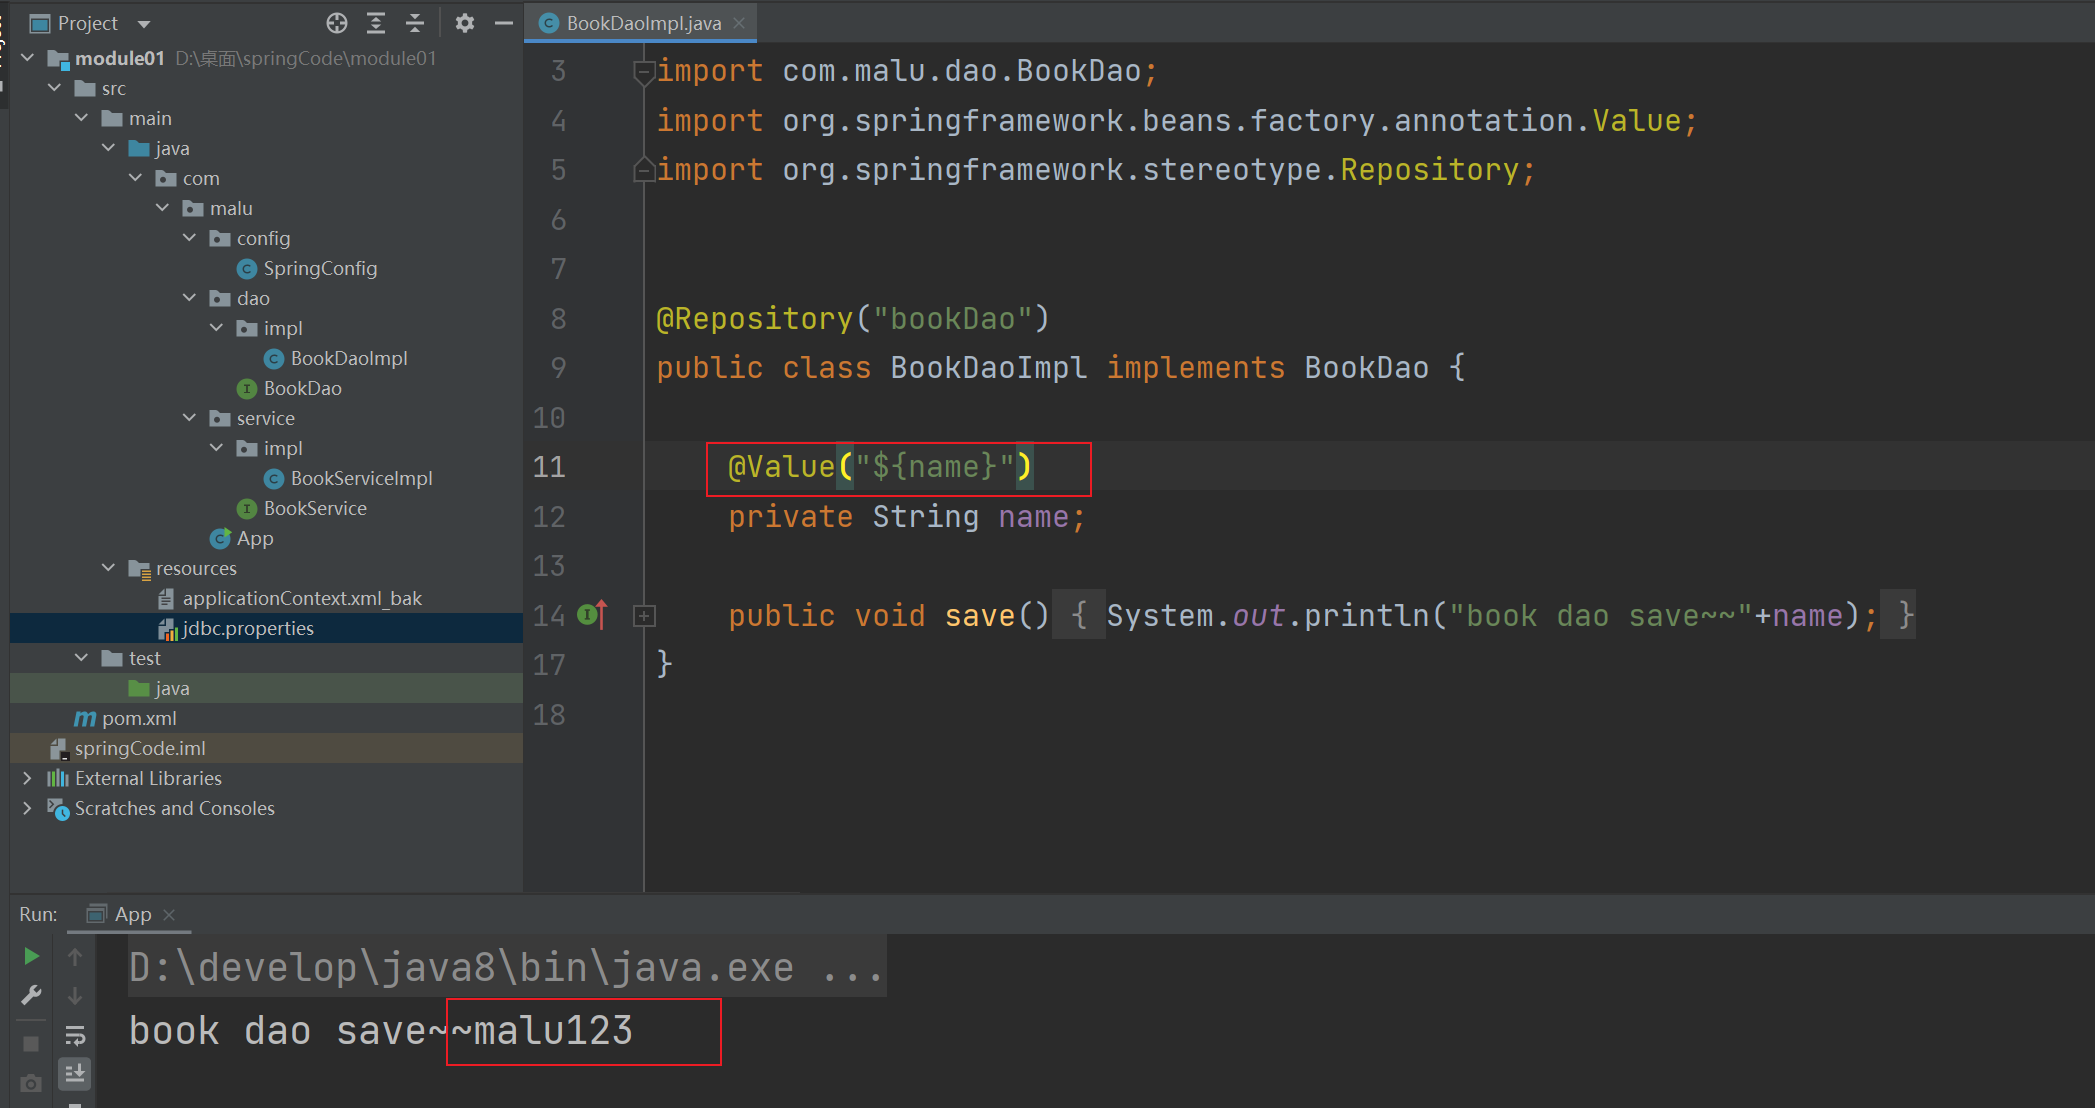 Project
module01 D:\桌面\springCode\module01
src
main
java
com
malu
config
SpringConfig
dao
impl
BookDaoImpl
BookDao
service
impl
BookServiceImpl
BookService
App
resources
applicationContext.xml_bak
jdbc.properties
test
java
pom.xml
springCode.iml
External Libraries
Scratches and Consoles
BookDaoImpl.java
3 import com.malu.dao.BookDao;
4 import org.springframework.beans.factory.annotation.Value;
5 import org.springframework.stereotype.Repository;
6
7
8 @Repository("bookDao")
9 public class BookDaoImpl implements BookDao {
10
11 @Value("${name}")
12 private String name;
13
14 public void save() { System.out.println("book dao save~~"+name); }
17 }
18
Run: App
D:\develop\java8\bin\java.exe ...
book dao save~~malu123